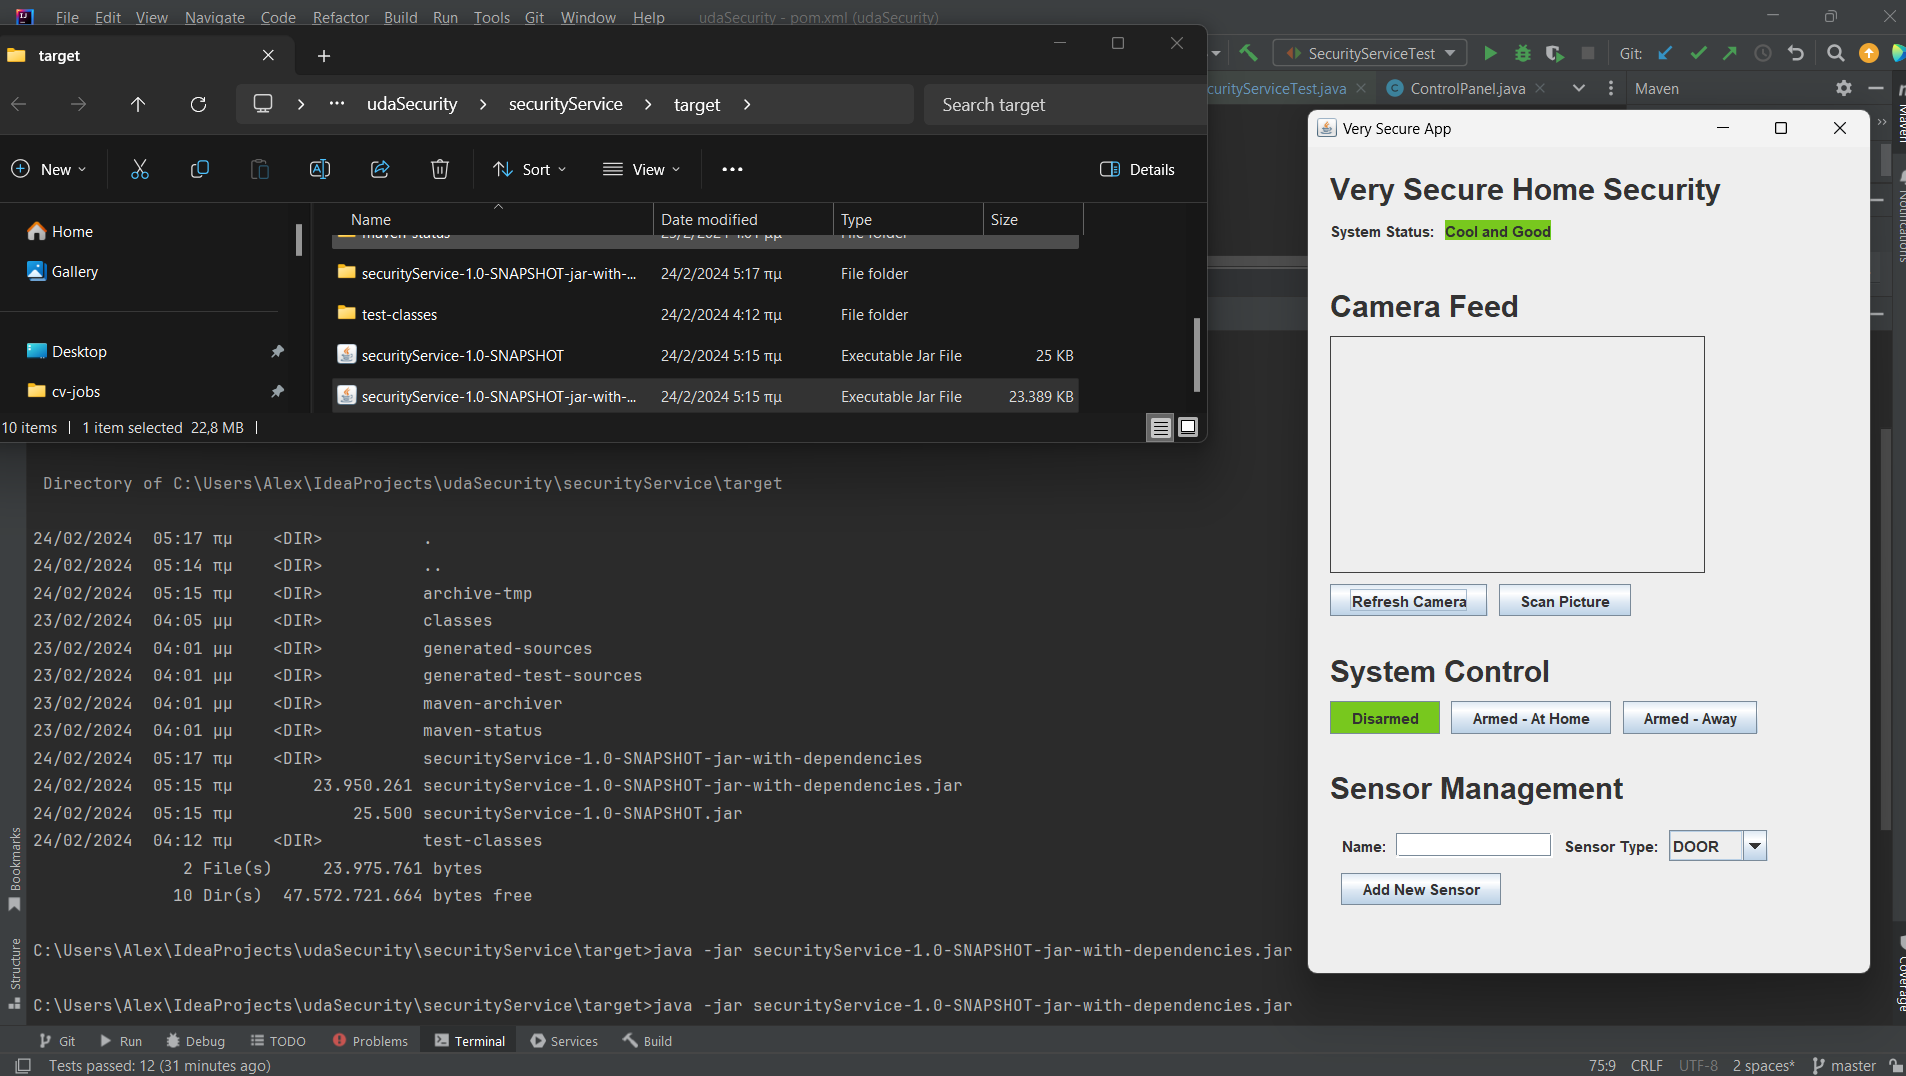 File Edit View Navigate Code Refactor Build Run Tools Git Window Help udaSecurity - pom.xml (udaSecurity)
target
SecurityServiceTest Git:
udaSecurity securityService target Search target
curityServiceTest.java ControlPanel.java Maven
New Sort View Details
Home
Gallery
Desktop
cv-jobs
Name Date modified Type Size
maven-status 23/2/2024 4:01 μμ File folder
securityService-1.0-SNAPSHOT-jar-with-... 24/2/2024 5:17 πμ File folder
test-classes 24/2/2024 4:12 πμ File folder
securityService-1.0-SNAPSHOT 24/2/2024 5:15 πμ Executable Jar File 25 KB
securityService-1.0-SNAPSHOT-jar-with-... 24/2/2024 5:15 πμ Executable Jar File 23.389 KB
10 items 1 item selected 22,8 MB
Directory of C:\Users\Alex\IdeaProjects\udaSecurity\securityService\target
24/02/2024 05:17 πμ <DIR> .
24/02/2024 05:14 πμ <DIR> ..
24/02/2024 05:15 πμ <DIR> archive-tmp
23/02/2024 04:05 μμ <DIR> classes
23/02/2024 04:01 μμ <DIR> generated-sources
23/02/2024 04:01 μμ <DIR> generated-test-sources
23/02/2024 04:01 μμ <DIR> maven-archiver
23/02/2024 04:01 μμ <DIR> maven-status
24/02/2024 05:17 πμ <DIR> securityService-1.0-SNAPSHOT-jar-with-dependencies
24/02/2024 05:15 πμ 23.950.261 securityService-1.0-SNAPSHOT-jar-with-dependencies.jar
24/02/2024 05:15 πμ 25.500 securityService-1.0-SNAPSHOT.jar
24/02/2024 04:12 πμ <DIR> test-classes
2 File(s) 23.975.761 bytes
10 Dir(s) 47.572.721.664 bytes free
C:\Users\Alex\IdeaProjects\udaSecurity\securityService\target>java -jar securityService-1.0-SNAPSHOT-jar-with-dependencies.jar
C:\Users\Alex\IdeaProjects\udaSecurity\securityService\target>java -jar securityService-1.0-SNAPSHOT-jar-with-dependencies.jar
Very Secure App
Very Secure Home Security
System Status: Cool and Good
Camera Feed
Refresh Camera Scan Picture
System Control
Disarmed Armed - At Home Armed - Away
Sensor Management
Name: Sensor Type: DOOR
Add New Sensor
Maven
Notifications
Coverage
Bookmarks
Structure
Git Run Debug TODO Problems Terminal Services Build
Tests passed: 12 (31 minutes ago) 75:9 CRLF UTF-8 2 spaces* master